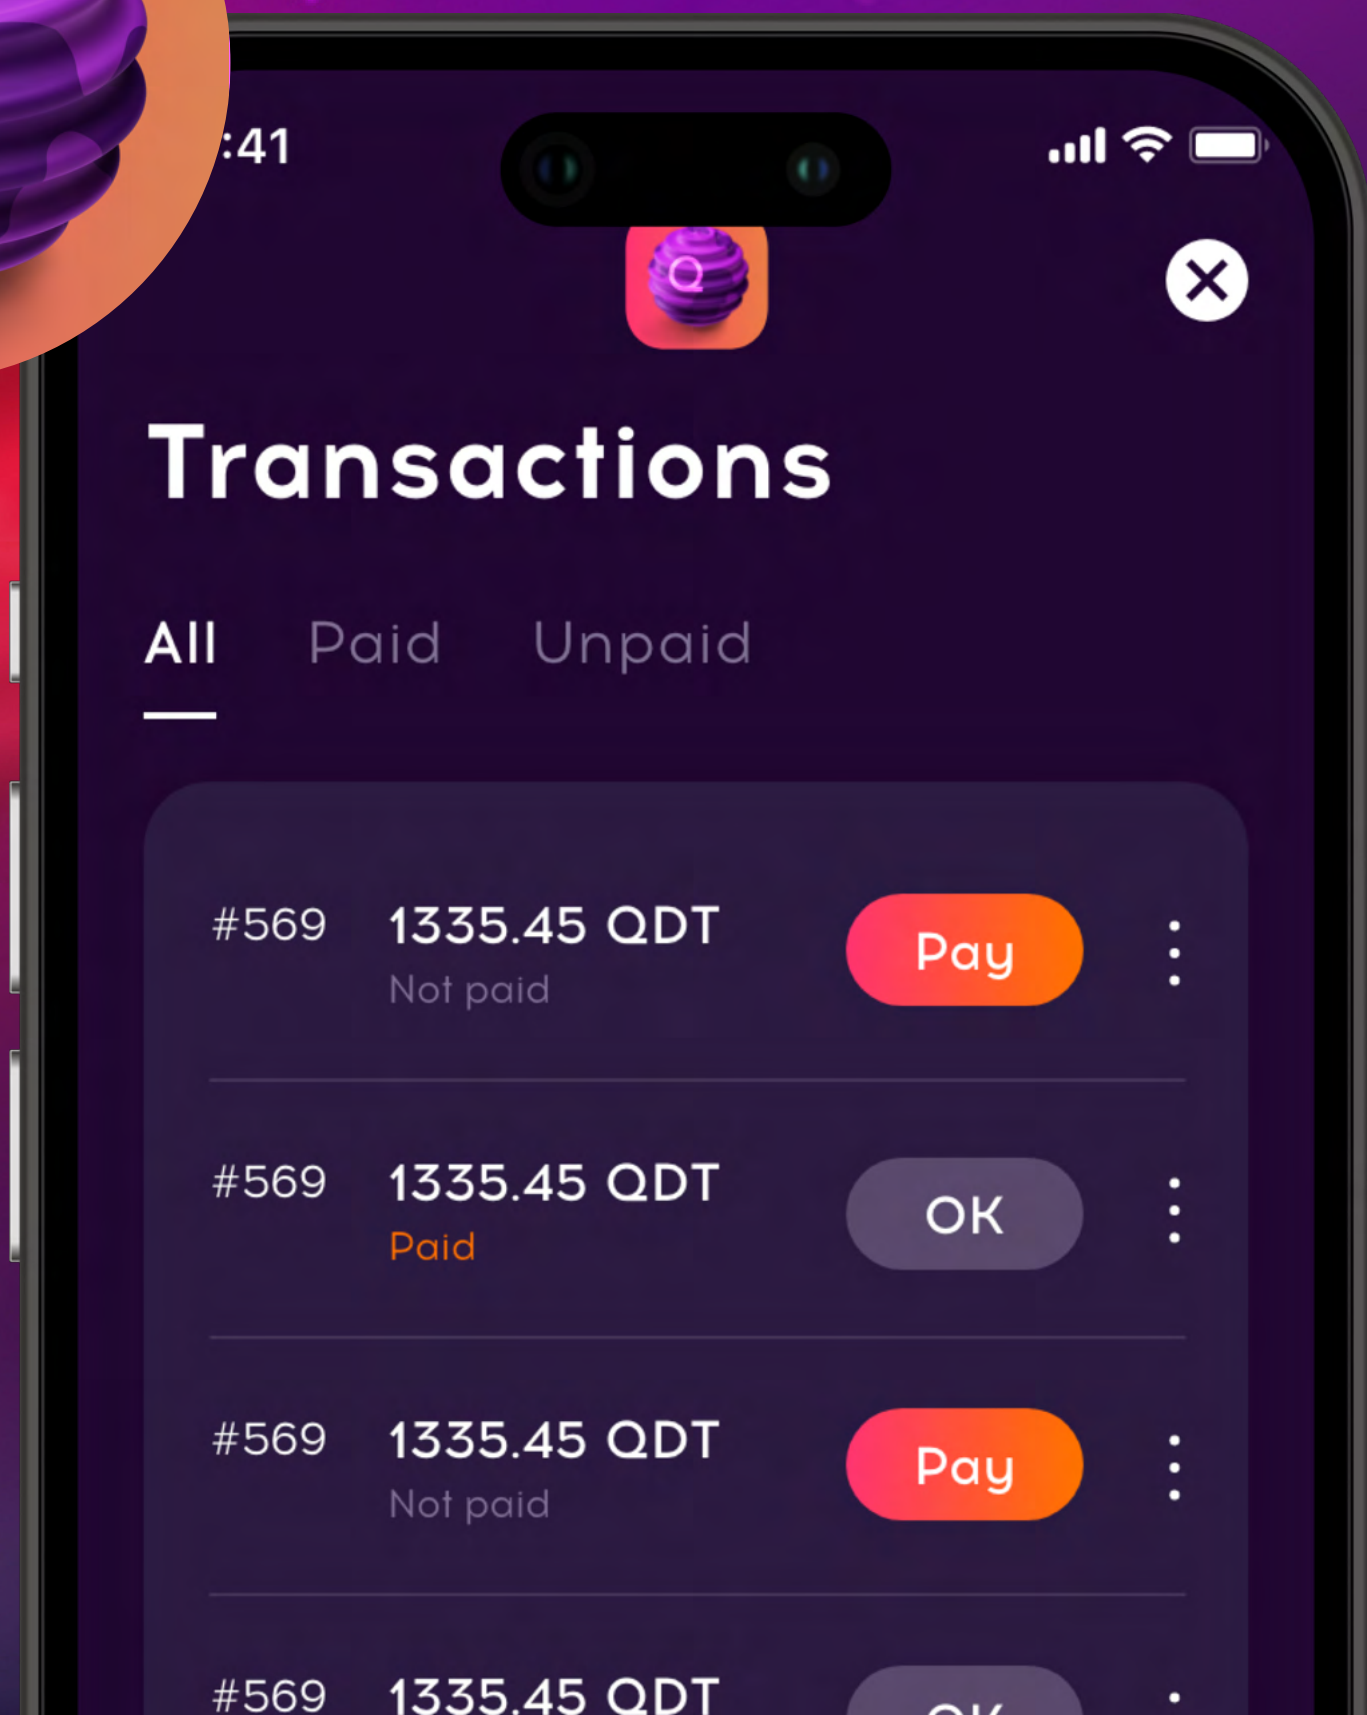 :41
Q
Transactions
All Paid Unpaid
#569 1335.45 QDT Pay
Not paid
#569 1335.45 QDT OK
Paid
#569 1335.45 QDT Pay
Not paid
#569 1335.45 QDT OK